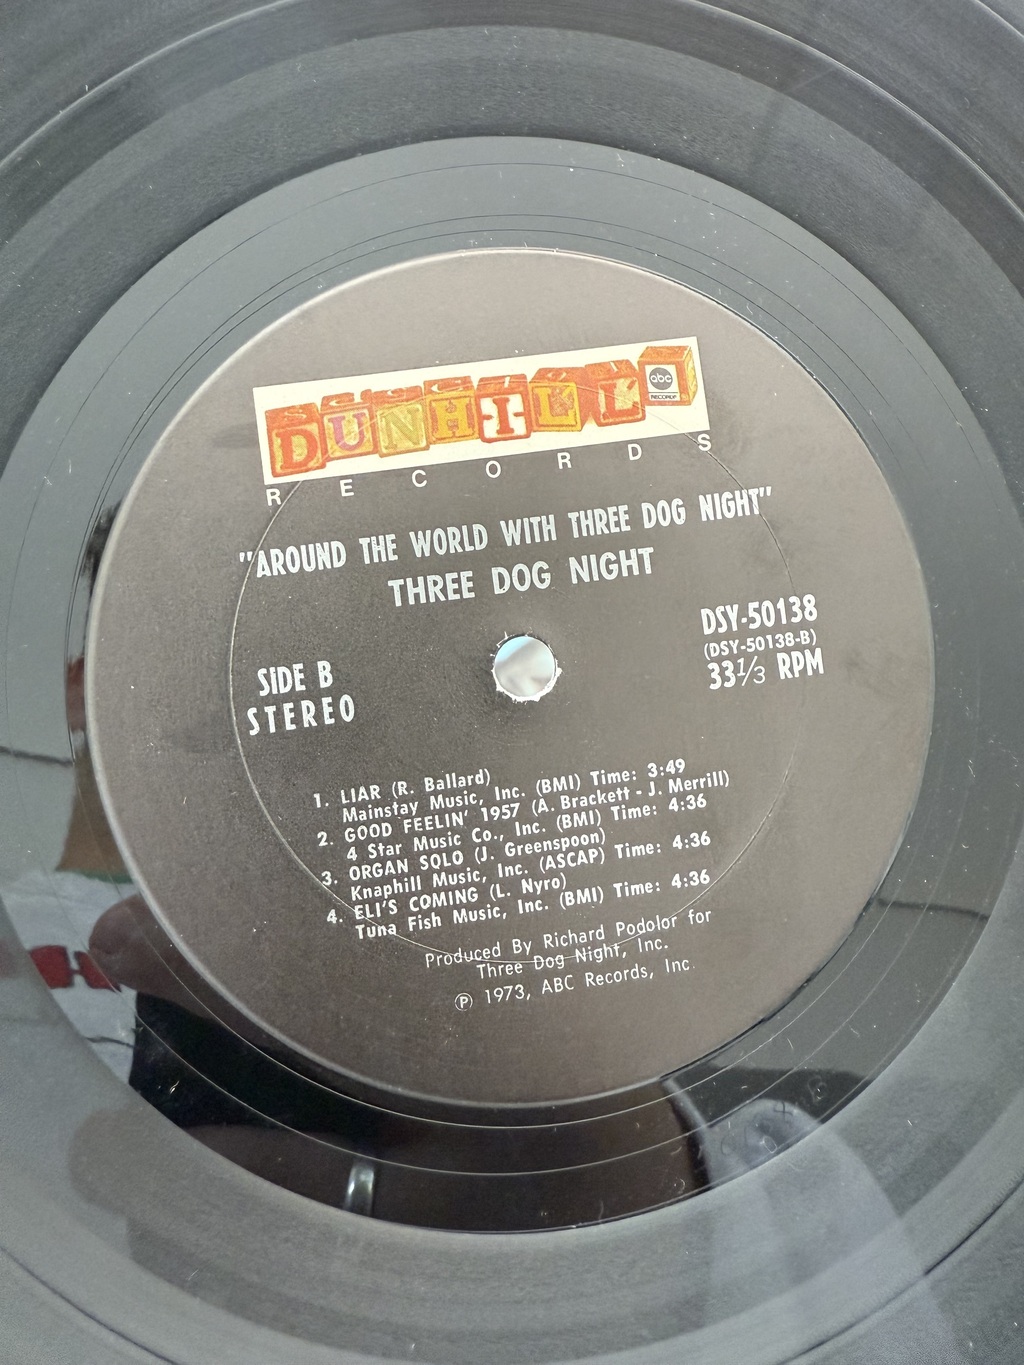 DUNHILL
abc
RECORDS
RECORDS
"AROUND THE WORLD WITH THREE DOG NIGHT"
THREE DOG NIGHT
DSY-50138
(DSY-50138-B)
33⅓ RPM
SIDE B
STEREO
1. LIAR (R. Ballard)
Mainstay Music, Inc. (BMI) Time: 3:49
2. GOOD FEELIN' 1957 (A. Brackett - J. Merrill)
4 Star Music Co., Inc. (BMI) Time: 4:36
3. ORGAN SOLO (J. Greenspoon)
Knaphill Music, Inc. (ASCAP) Time: 4:36
4. ELI'S COMING (L. Nyro)
Tuna Fish Music, Inc. (BMI) Time: 4:36
Produced By Richard Podolor for
Three Dog Night, Inc.
Ⓟ 1973, ABC Records, Inc.